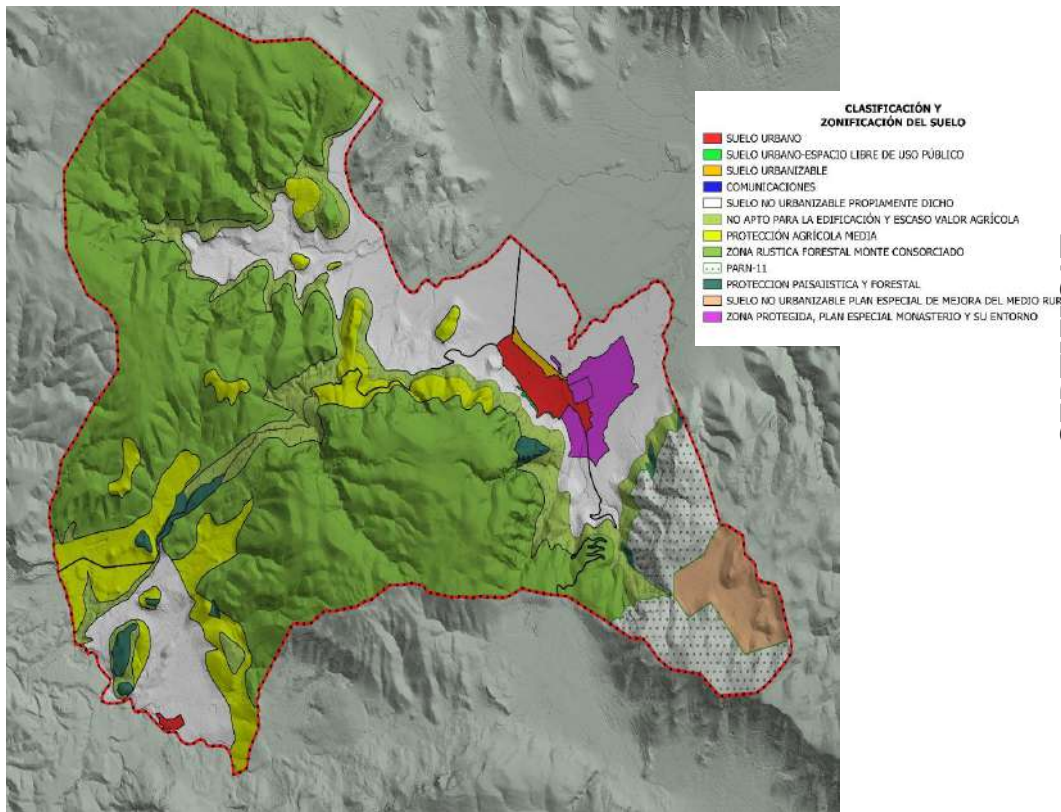 CLASIFICACIÓN Y
ZONIFICACIÓN DEL SUELO
SUELO URBANO
SUELO URBANO-ESPACIO LIBRE DE USO PÚBLICO
SUELO URBANIZABLE
COMUNICACIONES
SUELO NO URBANIZABLE PROPIAMENTE DICHO
NO APTO PARA LA EDIFICACIÓN Y ESCASO VALOR AGRÍCOLA
PROTECCIÓN AGRÍCOLA MEDIA
ZONA RUSTICA FORESTAL MONTE CONSORCIADO
PARN-11
PROTECCION PAISAJISTICA Y FORESTAL
SUELO NO URBANIZABLE PLAN ESPECIAL DE MEJORA DEL MEDIO RUR
ZONA PROTEGIDA, PLAN ESPECIAL MONASTERIO Y SU ENTORNO